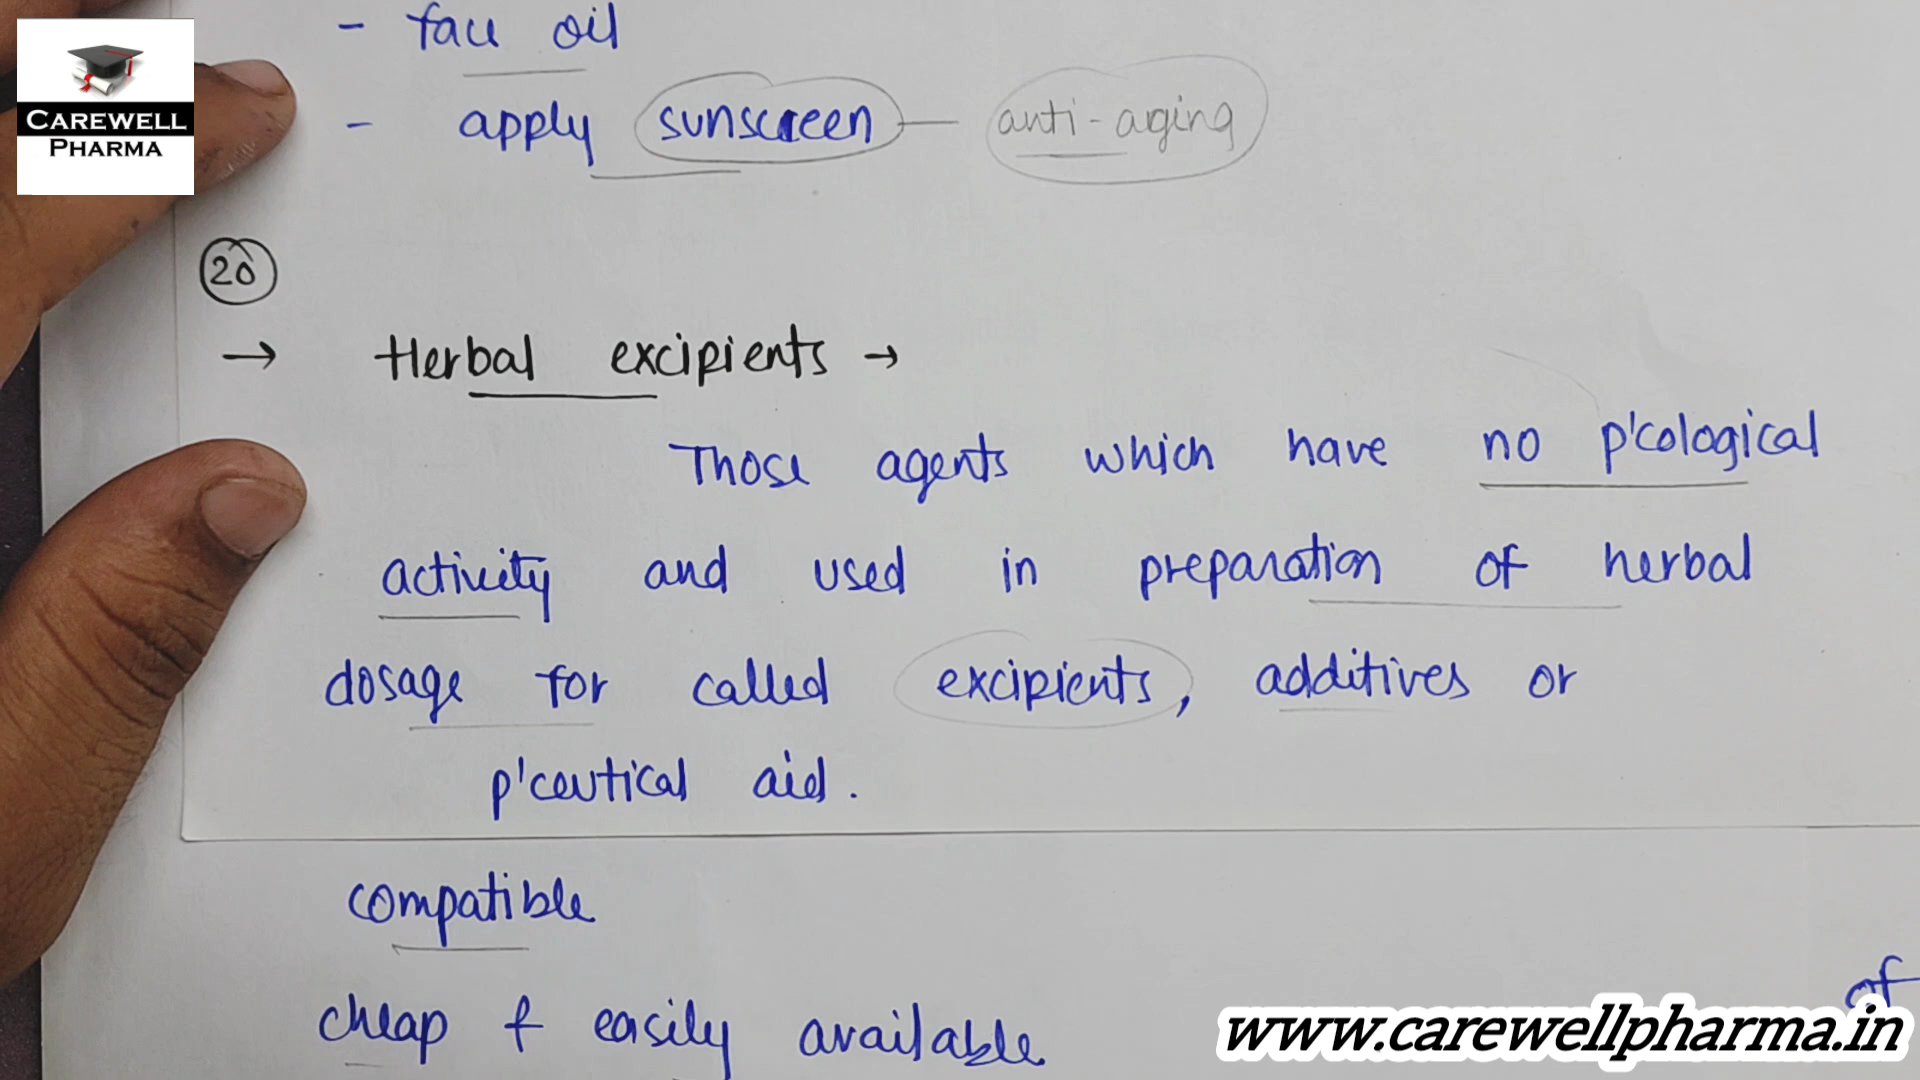 CAREWELL
PHARMA
- face oil
- apply sunscreen — anti-aging
20
→ Herbal excipients →
Those agents which have no p'cological
activity and used in preparation of herbal
dosage for called excipients, additives or
p'ceutical aid.
compatible
cheap & easily available
of
www.carewellpharma.in